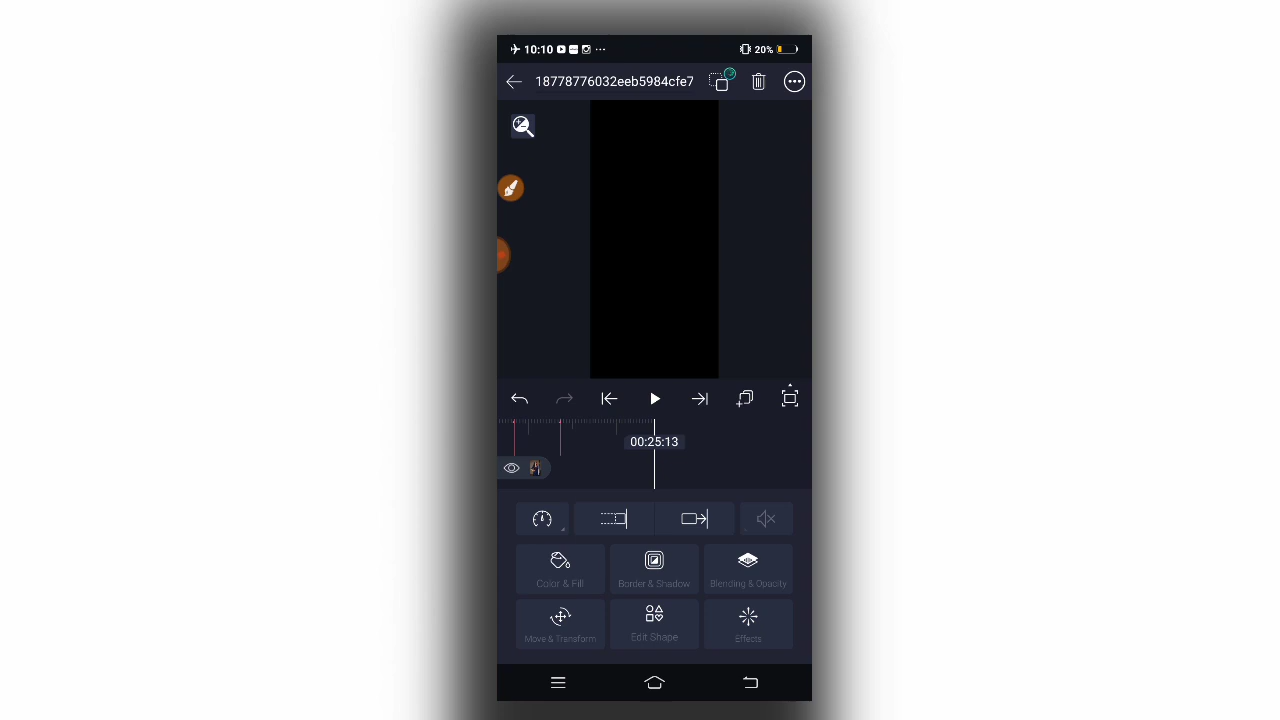 10:10
20%
18778776032eeb5984cfe7
00:25:13
Color & Fill
Border & Shadow
Blending & Opacity
Move & Transform
Edit Shape
Effects